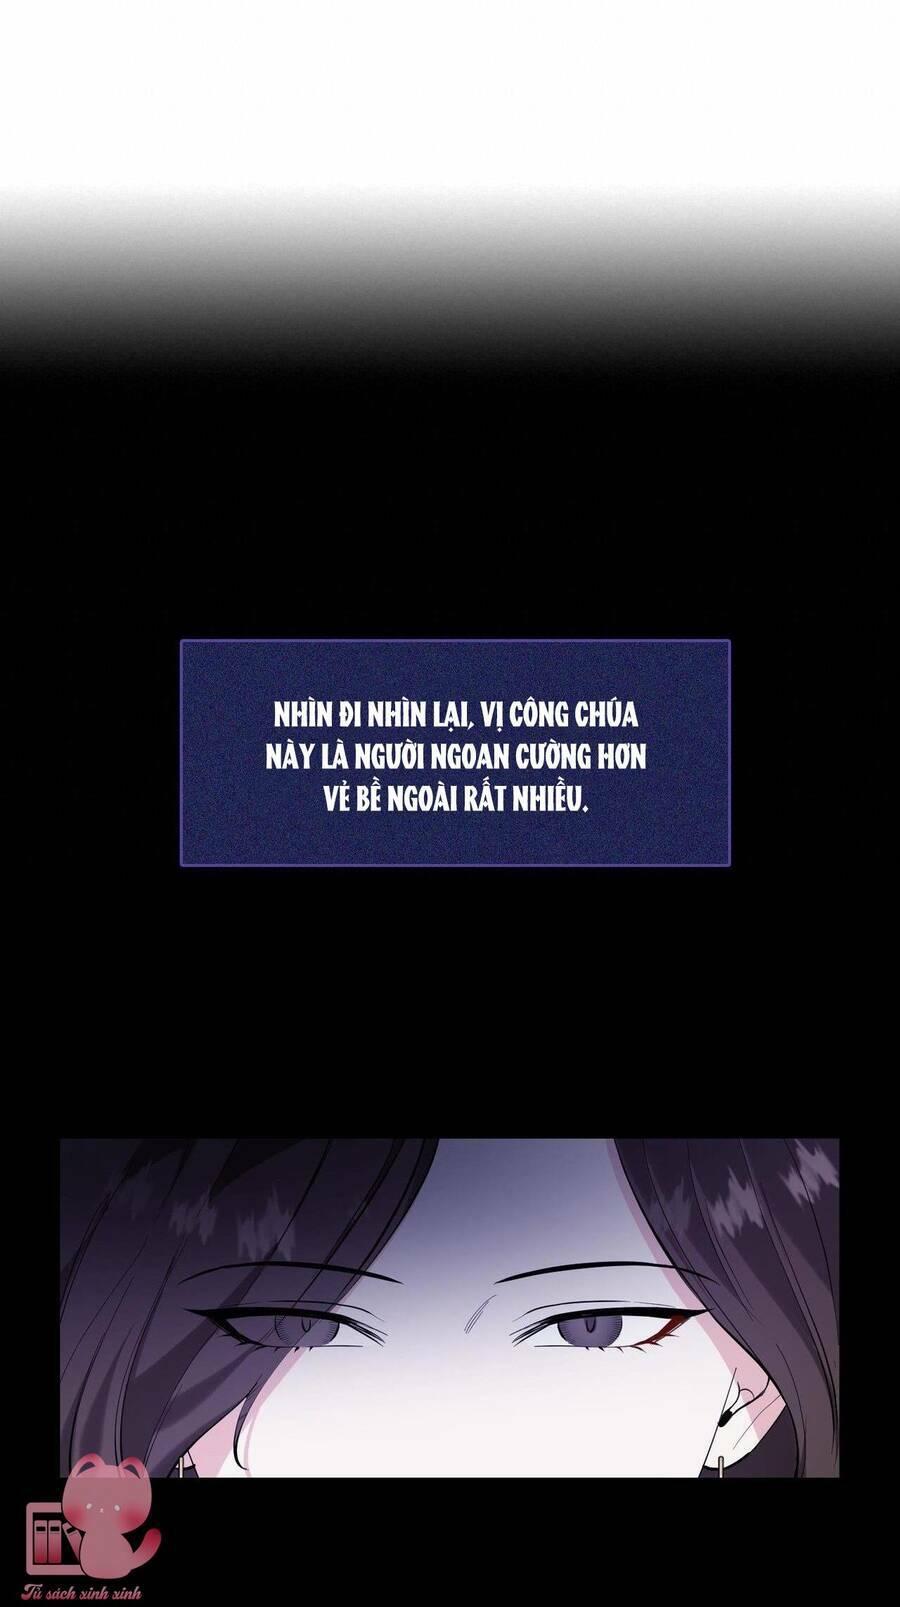 NHÌN ĐI NHÌN LẠI, VỊ CÔNG CHÚA
NÀY LÀ NGƯỜI NGOAN CƯỜNG HƠN
VẺ BỀ NGOÀI RẤT NHIỀU.
Tủ sách xinh xinh